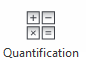 + −
× =
Quantification